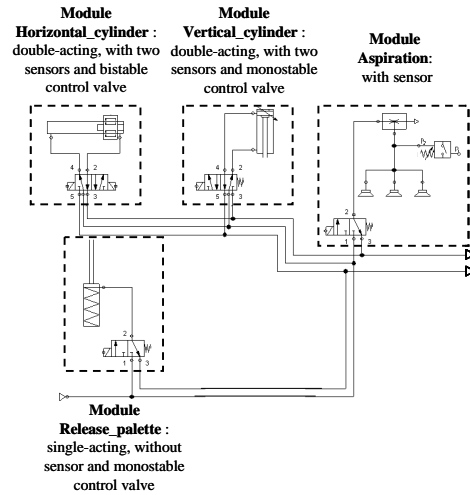 Module
Horizontal_cylinder :
double-acting, with two
sensors and bistable
control valve
Module
Vertical_cylinder :
double-acting, with two
sensors and monostable
control valve
Module
Aspiration:
with sensor
4 2
5 3
4 2
5 3
2
1 3
2
1 3
Module
Release_palette :
single-acting, without
sensor and monostable
control valve